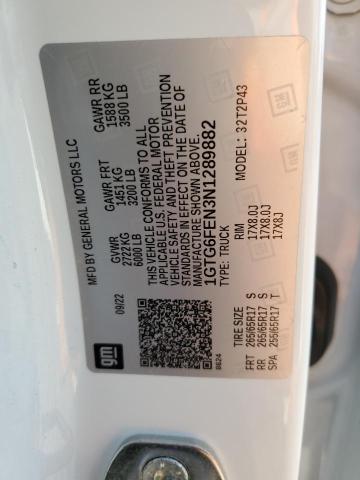 MFD BY GENERAL MOTORS LLC
09/22
GVWR
2722 KG
6000 LB
GAWR FRT
1451 KG
3200 LB
GAWR RR
1588 KG
3500 LB
THIS VEHICLE CONFORMS TO ALL
APPLICABLE FEDERAL MOTOR
VEHICLE SAFETY AND THEFT PREVENTION
STANDARDS IN EFFECT ON THE DATE OF
MANUFACTURE SHOWN ABOVE.
1GTG6FEN3N1289882
TYPE: TRUCK
MODEL: 32T2P43
gm
8624
TIRE SIZE RIM
FRT 265/65R17 S 17X8.0J
RR 265/65R17 S 17X8.0J
SPA 255/65R17 T 17X8J